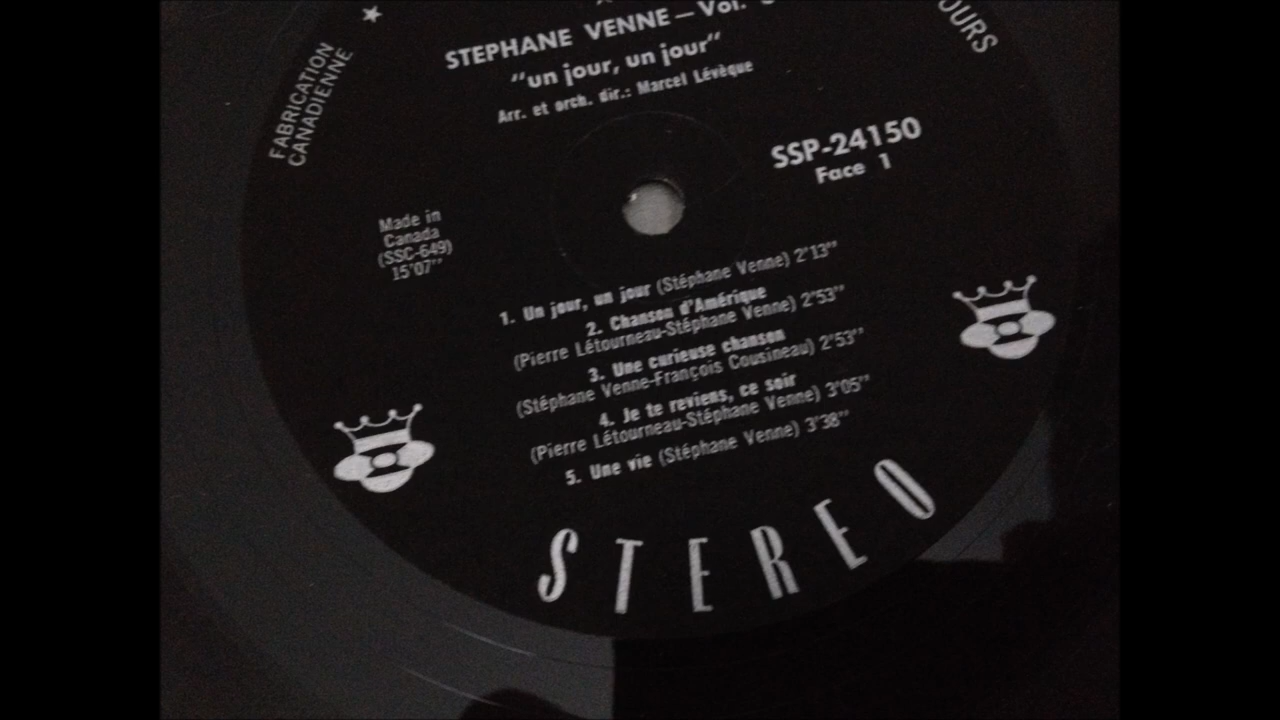 STEPHANE VENNE — Vol.
"un jour, un jour"
Arr. et orch. dir.: Marcel Lévèque
FABRICATION
CANADIENNE
OURS
SSP-24150
Face 1
Made in
Canada
(SSC-649)
15'07"
1. Un jour, un jour (Stéphane Venne) 2'13"
2. Chanson d'Amérique
(Pierre Létourneau-Stéphane Venne) 2'53"
3. Une curieuse chanson
(Stéphane Venne-François Cousineau) 2'53"
4. Je te reviens, ce soir
(Pierre Létourneau-Stéphane Venne) 3'05"
5. Une vie (Stéphane Venne) 3'38"
STEREO